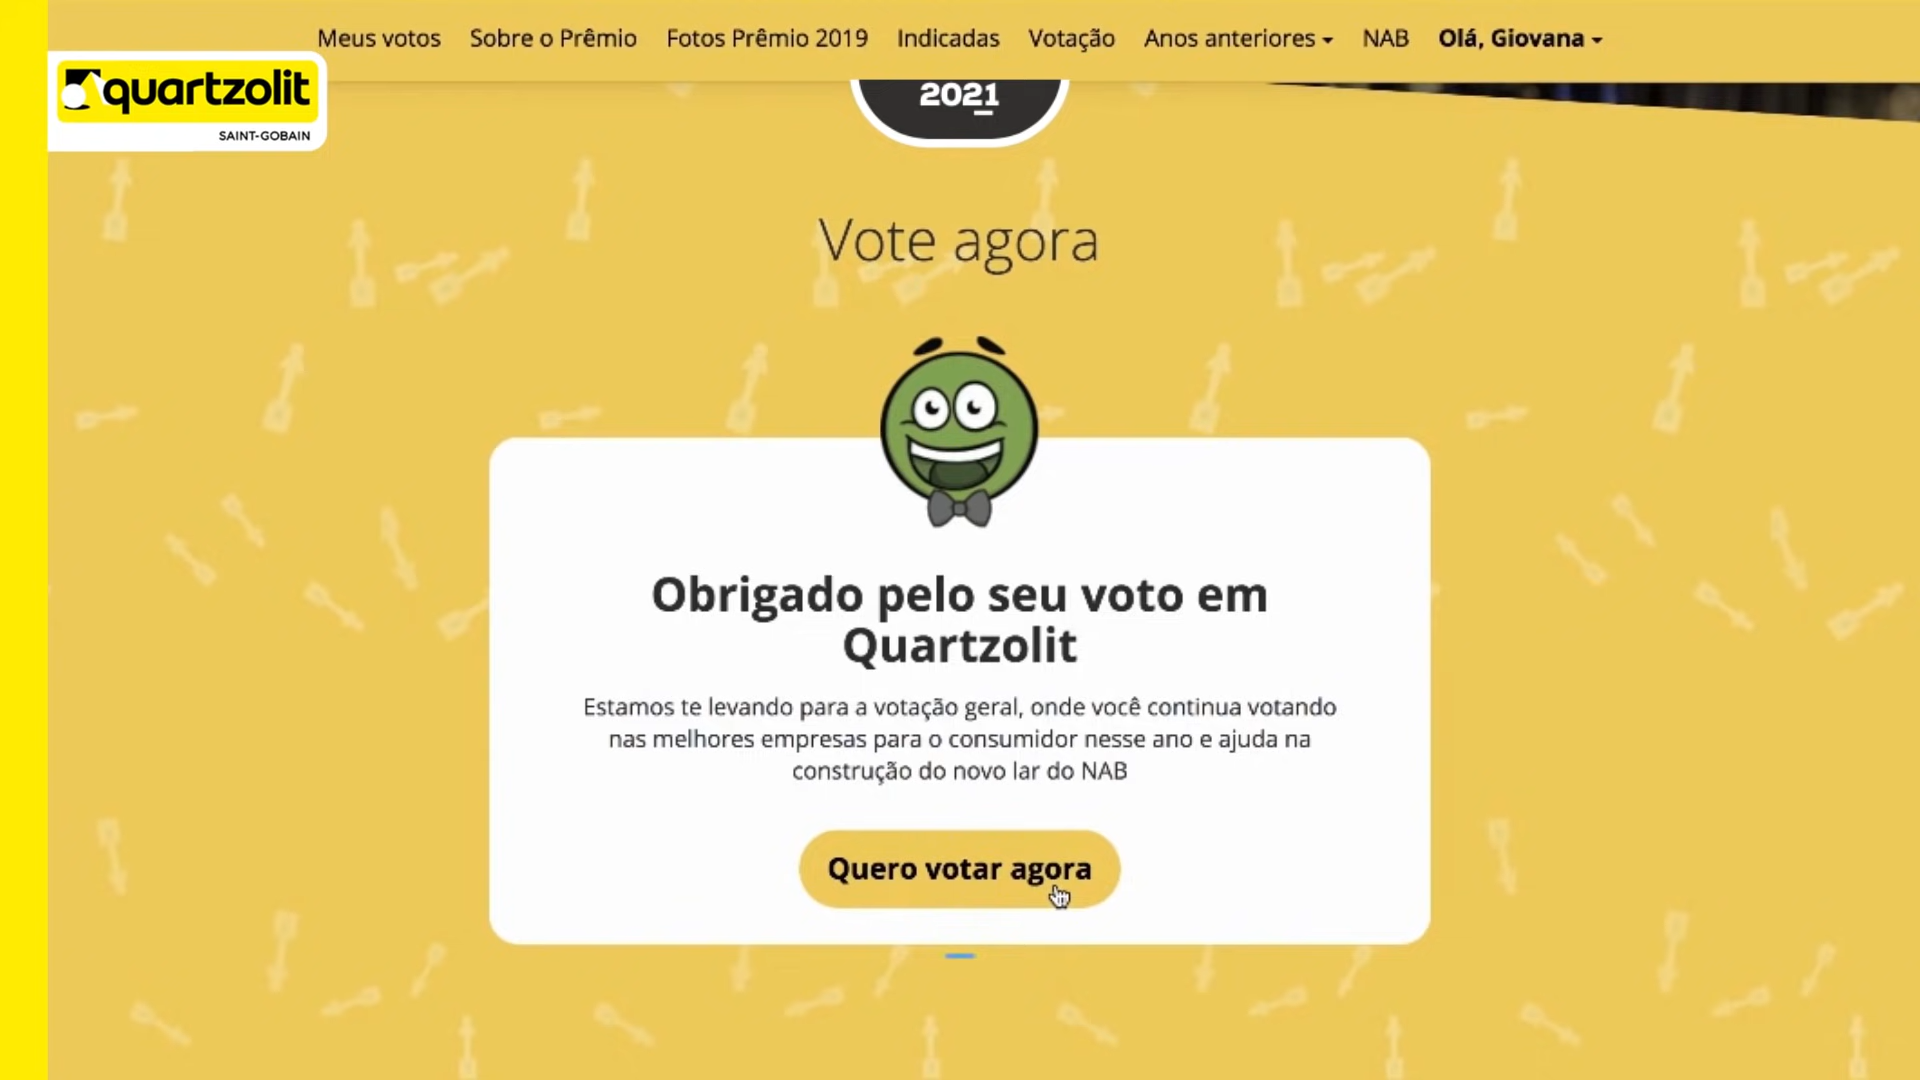 Meus votos Sobre o Prêmio Fotos Prêmio 2019 Indicadas Votação Anos anteriores NAB Olá, Giovana
quartzolit
SAINT-GOBAIN
2021
Vote agora
Obrigado pelo seu voto em
Quartzolit
Estamos te levando para a votação geral, onde você continua votando
nas melhores empresas para o consumidor nesse ano e ajuda na
construção do novo lar do NAB
Quero votar agora